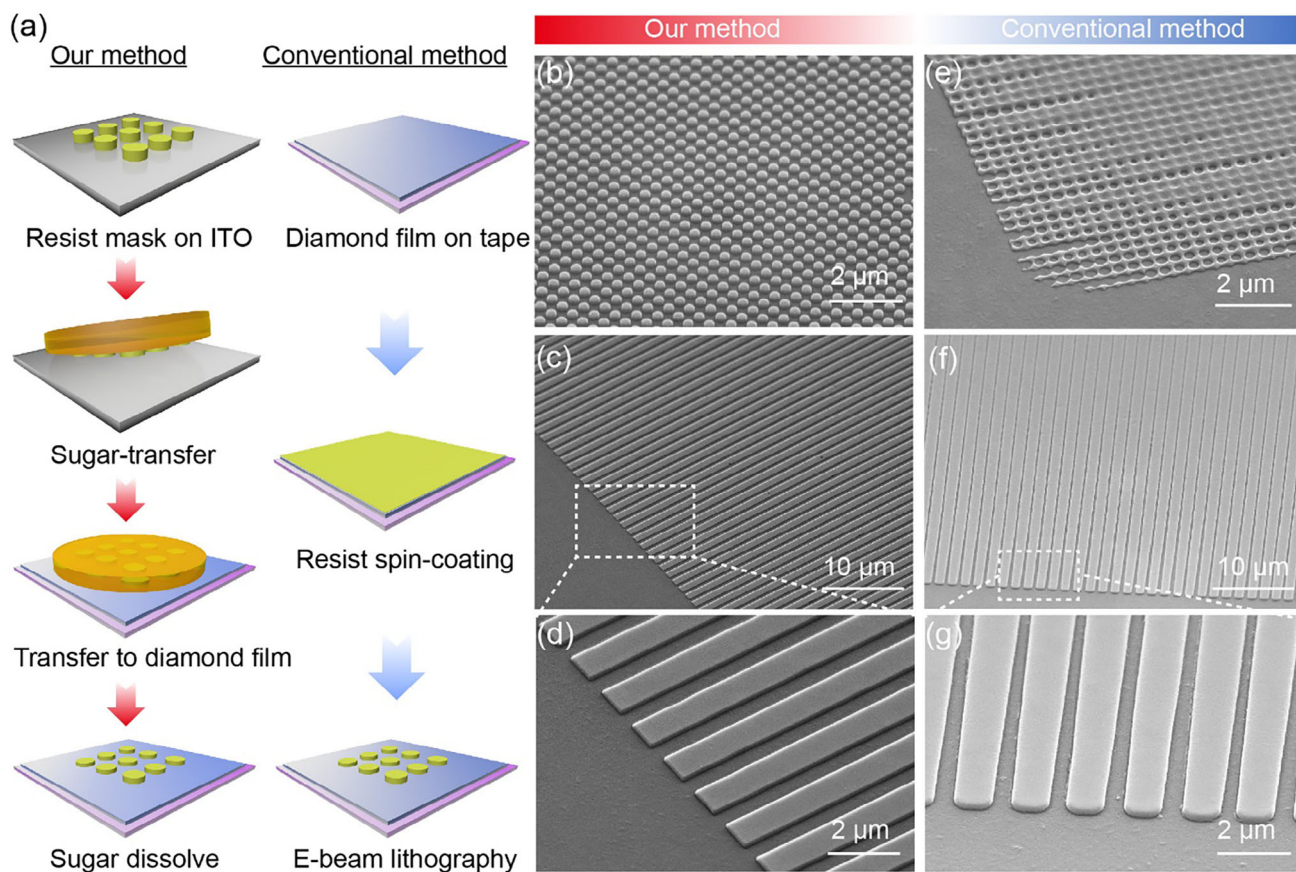 (a)
Our method
Conventional method
Resist mask on ITO
Diamond film on tape
Sugar-transfer
Resist spin-coating
Transfer to diamond film
Sugar dissolve
E-beam lithography
Our method
Conventional method
(b)
2 μm
(e)
2 μm
(c)
10 μm
(f)
10 μm
(d)
2 μm
(g)
2 μm